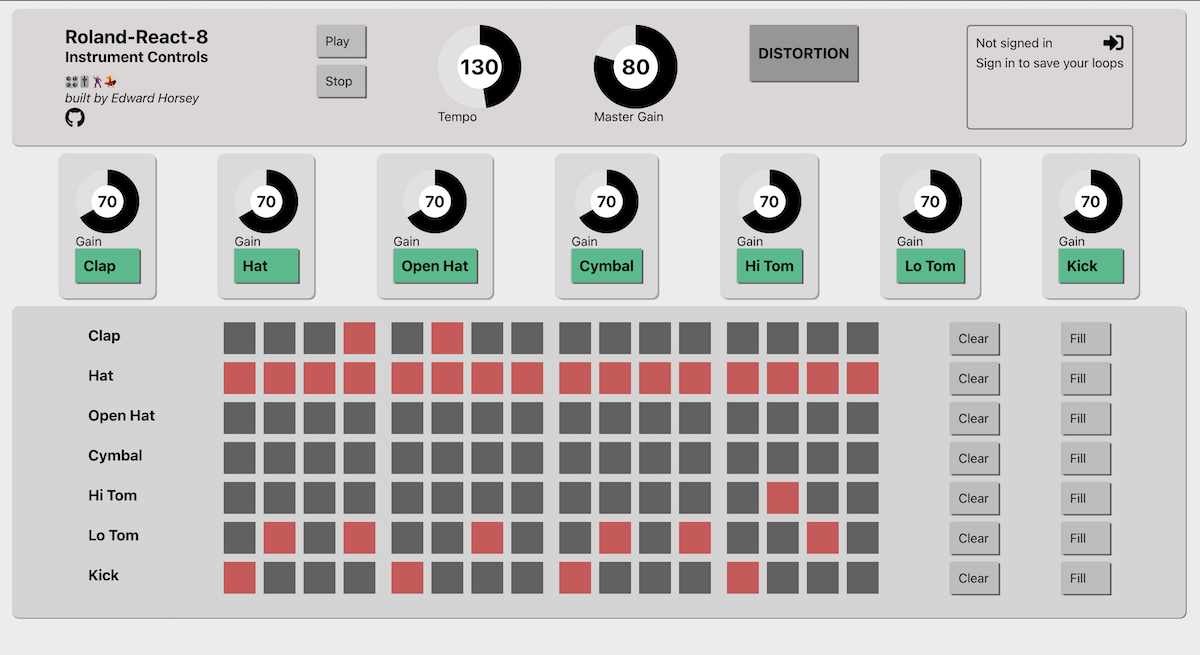 Roland-React-8
Instrument Controls
built by Edward Horsey
Play
Stop
130
Tempo
80
Master Gain
DISTORTION
Not signed in
Sign in to save your loops
70
Gain
Clap
70
Gain
Hat
70
Gain
Open Hat
70
Gain
Cymbal
70
Gain
Hi Tom
70
Gain
Lo Tom
70
Gain
Kick
Clap Clear Fill
Hat Clear Fill
Open Hat Clear Fill
Cymbal Clear Fill
Hi Tom Clear Fill
Lo Tom Clear Fill
Kick Clear Fill